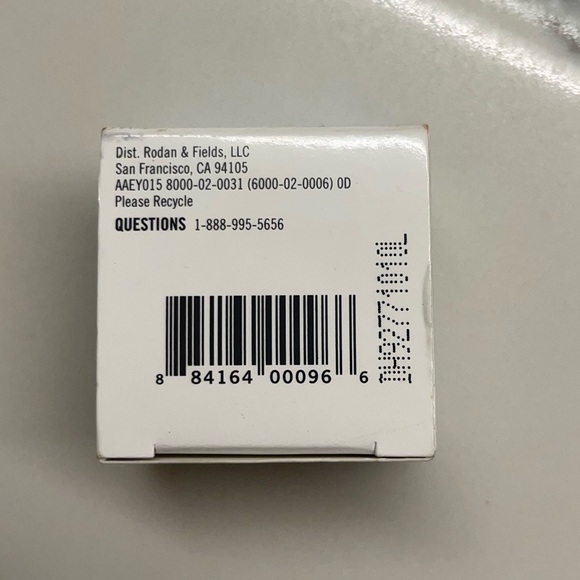 Dist. Rodan & Fields, LLC
San Francisco, CA 94105
AAEY015 8000-02-0031 (6000-02-0006) 0D
Please Recycle
QUESTIONS 1-888-995-5656
8 84164 00096 6